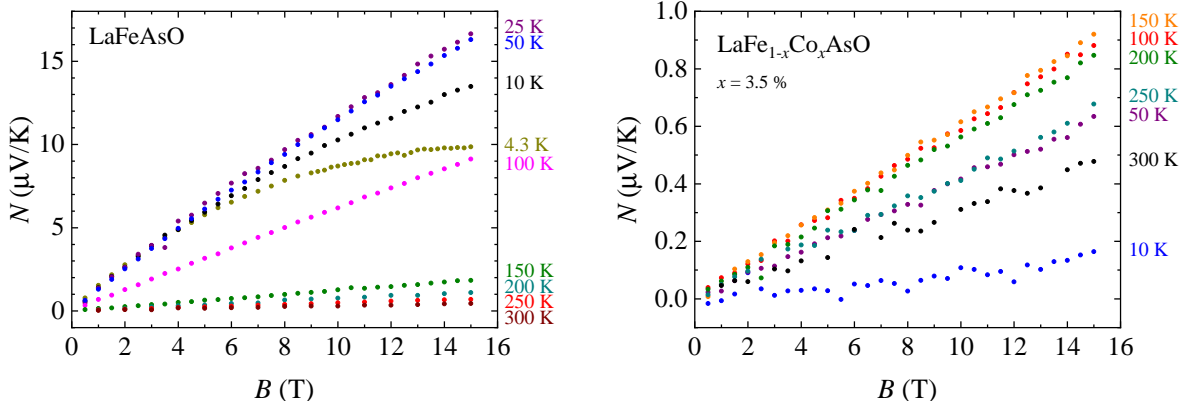 LaFeAsO
N (μV/K)
15
10
5
0
0 2 4 6 8 10 12 14 16
B (T)
25 K
50 K
10 K
4.3 K
100 K
150 K
200 K
250 K
300 K
LaFe1-xCoxAsO
x = 3.5 %
N (μV/K)
1.0
0.8
0.6
0.4
0.2
0.0
0 2 4 6 8 10 12 14 16
B (T)
150 K
100 K
200 K
250 K
50 K
300 K
10 K